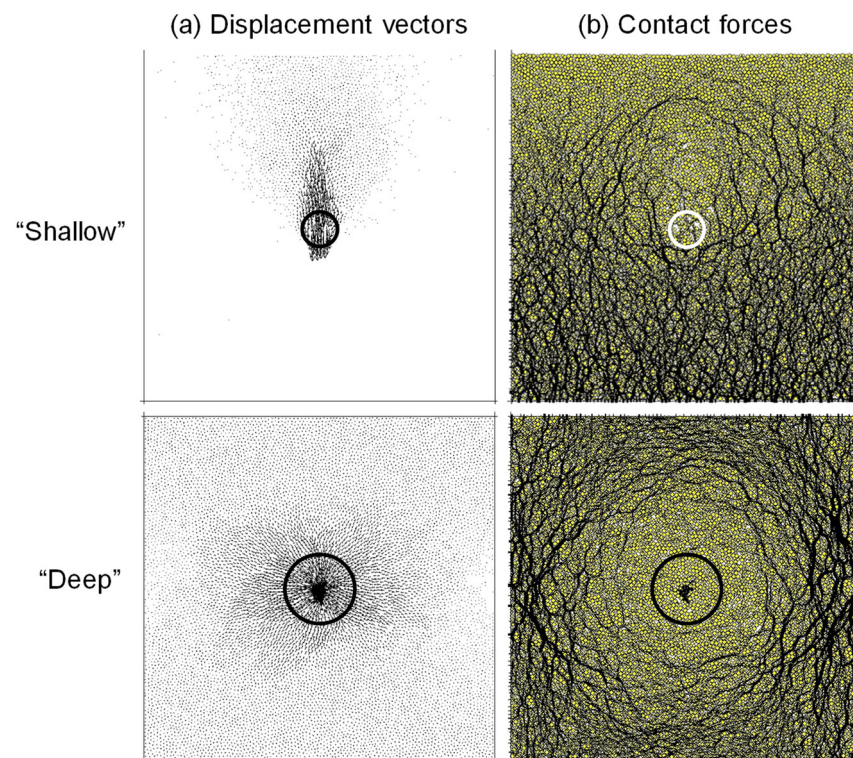 (a) Displacement vectors
(b) Contact forces
“Shallow”
“Deep”